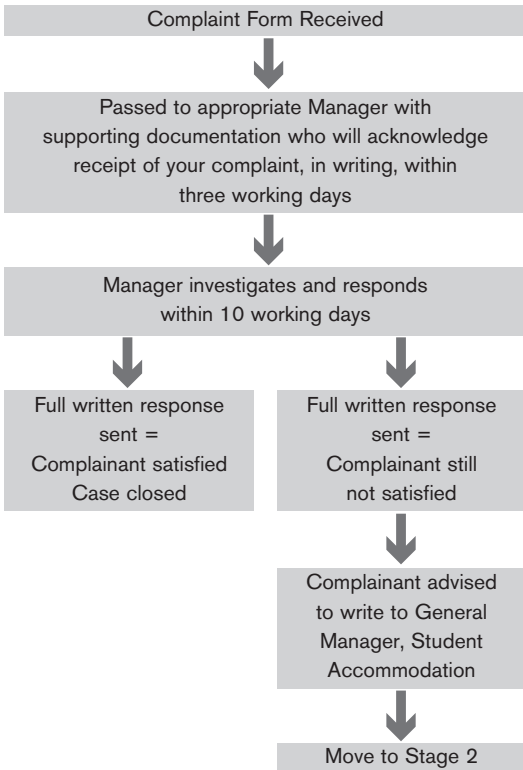 Complaint Form Received
Passed to appropriate Manager with
supporting documentation who will acknowledge
receipt of your complaint, in writing, within
three working days
Manager investigates and responds
within 10 working days
Full written response
sent =
Complainant satisfied
Case closed
Full written response
sent =
Complainant still
not satisfied
Complainant advised
to write to General
Manager, Student
Accommodation
Move to Stage 2